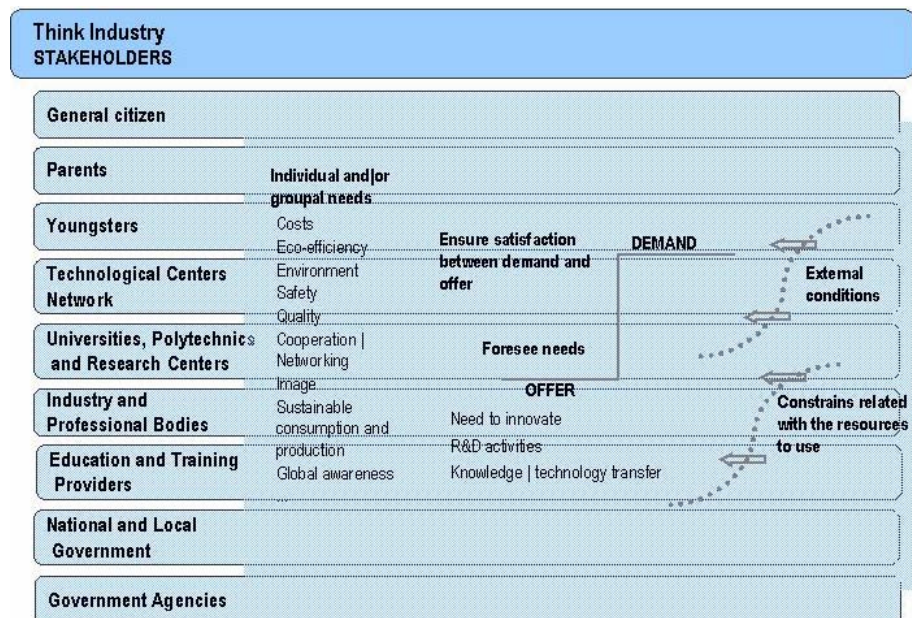 Think Industry
STAKEHOLDERS
General citizen
Parents
Youngsters
Technological Centers
Network
Universities, Polytechnics
and Research Centers
Industry and
Professional Bodies
Education and Training
Providers
National and Local
Government
Government Agencies
Individual and|or
groupal needs
Costs
Eco-efficiency
Environment
Safety
Quality
Cooperation |
Networking
Image
Sustainable
consumption and
production
Global awareness
...
Ensure satisfaction
between demand and
offer
Foresee needs
DEMAND
OFFER
Need to innovate
R&D activities
Knowledge | technology transfer
External
conditions
Constrains related
with the resources
to use